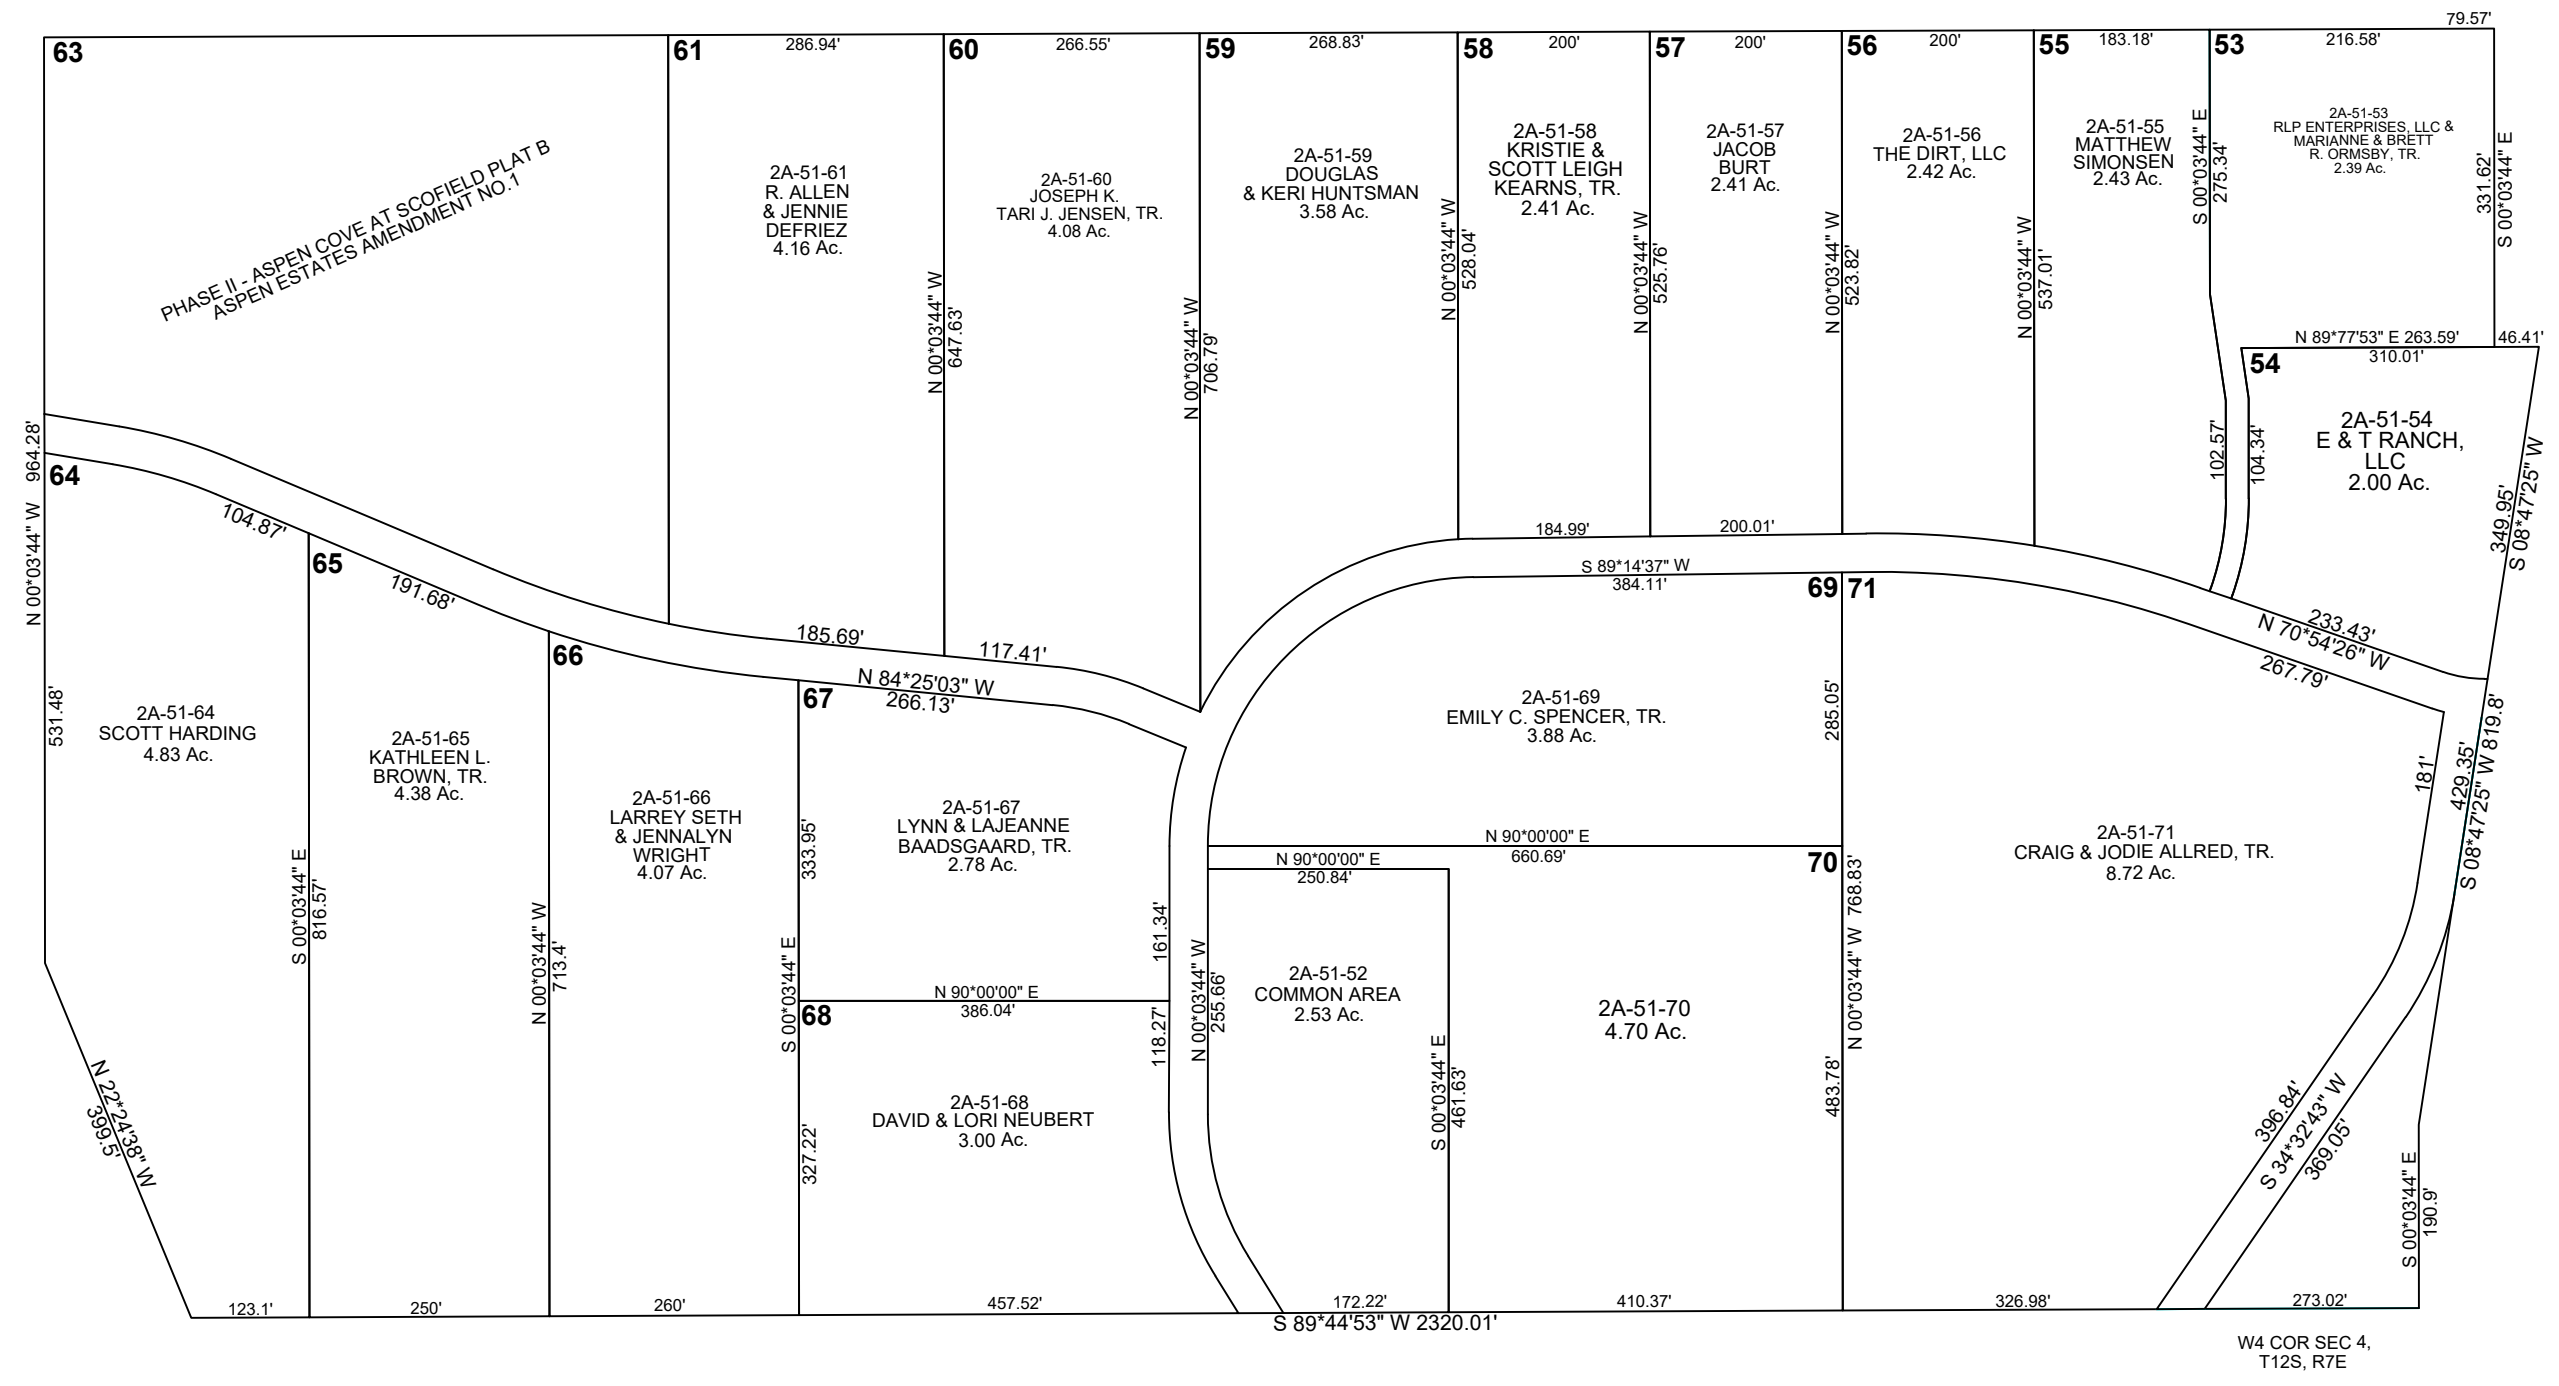 79.57'
63
61
286.94'
60
266.55'
59
268.83'
58
200'
57
200'
56
200'
55
183.18'
53
216.58'
PHASE II - ASPEN COVE AT SCOFIELD PLAT B
ASPEN ESTATES AMENDMENT NO.1
2A-51-61
R. ALLEN
& JENNIE
DEFRIEZ
4.16 Ac.
N 00*03'44" W
647.63'
2A-51-60
JOSEPH K.
TARI J. JENSEN, TR.
4.08 Ac.
N 00*03'44" W
706.79'
2A-51-59
DOUGLAS
& KERI HUNTSMAN
3.58 Ac.
N 00*03'44" W
528.04'
2A-51-58
KRISTIE &
SCOTT LEIGH
KEARNS, TR.
2.41 Ac.
N 00*03'44" W
525.76'
2A-51-57
JACOB
BURT
2.41 Ac.
N 00*03'44" W
523.82'
2A-51-56
THE DIRT, LLC
2.42 Ac.
N 00*03'44" W
537.01'
2A-51-55
MATTHEW
SIMONSEN
2.43 Ac.
S 00*03'44" E
275.34'
2A-51-53
RLP ENTERPRISES, LLC &
MARIANNE & BRETT
R. ORMSBY, TR.
2.39 Ac.
331.62'
S 00*03'44" E
N 89*77'53" E 263.59'
46.41'
310.01'
54
2A-51-54
E & T RANCH,
LLC
2.00 Ac.
102.57'
104.34'
349.95'
S 08*47'25" W
N 00*03'44" W 964.28'
64
104.87'
65
191.68'
66
185.69'
117.41'
N 84*25'03" W
266.13'
67
184.99'
200.01'
S 89*14'37" W
384.11'
69
71
233.43'
N 70*54'26" W
267.79'
531.48'
2A-51-64
SCOTT HARDING
4.83 Ac.
S 00*03'44" E
816.57'
2A-51-65
KATHLEEN L.
BROWN, TR.
4.38 Ac.
N 00*03'44" W
713.4'
2A-51-66
LARREY SETH
& JENNALYN
WRIGHT
4.07 Ac.
S 00*03'44" E
333.95'
2A-51-67
LYNN & LAJEANNE
BAADSGAARD, TR.
2.78 Ac.
161.34'
2A-51-69
EMILY C. SPENCER, TR.
3.88 Ac.
285.05'
N 90*00'00" E
660.69'
N 90*00'00" E
250.84'
70
N 00*03'44" W 768.83'
2A-51-71
CRAIG & JODIE ALLRED, TR.
8.72 Ac.
181'
429.35'
S 08*47'25" W 819.8'
N 90*00'00" E
386.04'
68
118.27'
N 00*03'44" W
255.66'
2A-51-52
COMMON AREA
2.53 Ac.
S 00*03'44" E
461.63'
2A-51-70
4.70 Ac.
483.78'
N 22*24'38" W
399.5'
327.22'
2A-51-68
DAVID & LORI NEUBERT
3.00 Ac.
396.84'
S 34*32'43" W
369.05'
S 00*03'44" E
190.9'
123.1'
250'
260'
457.52'
172.22'
410.37'
326.98'
273.02'
S 89*44'53" W 2320.01'
W4 COR SEC 4,
T12S, R7E